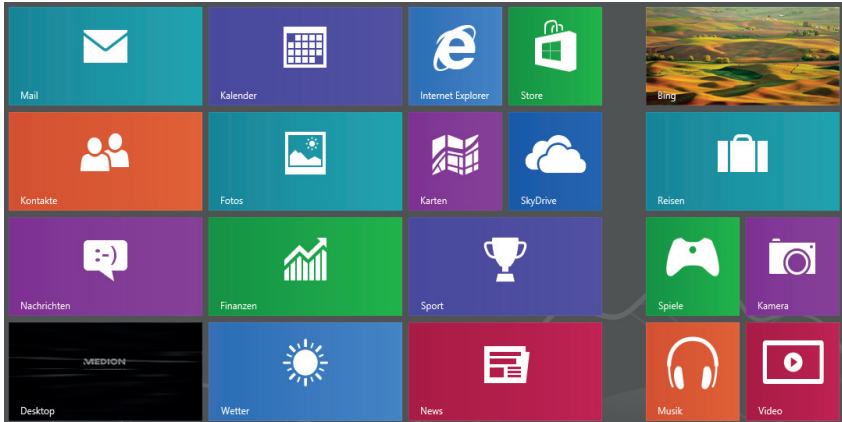 Mail
Kalender
Internet Explorer
Store
Bing
Kontakte
Fotos
Karten
SkyDrive
Reisen
:-)
Nachrichten
Finanzen
Sport
Spiele
Kamera
MEDION
Desktop
Wetter
News
Musik
Video